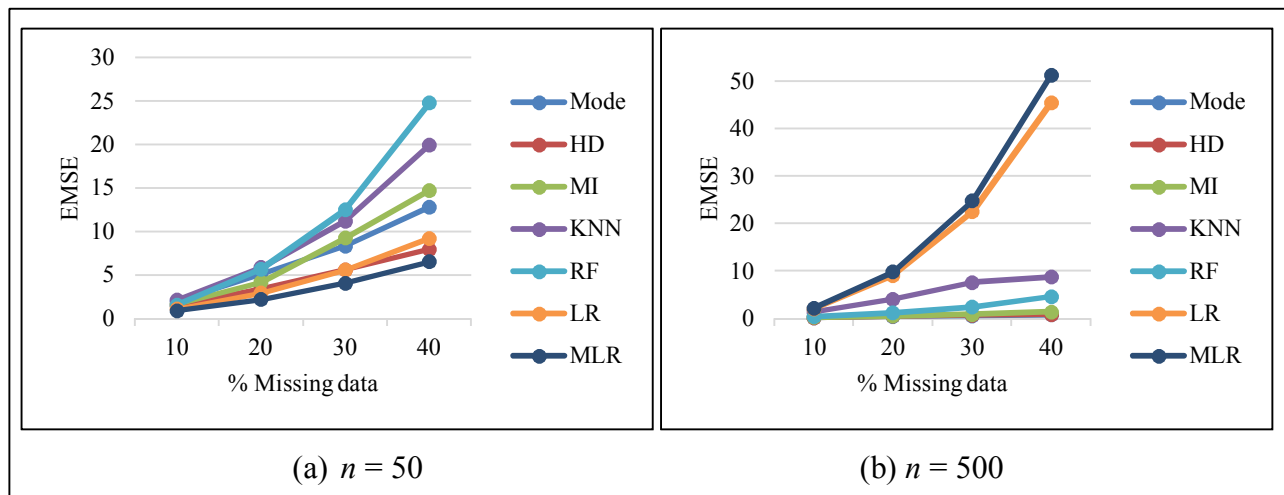 30
25
20
15
10
5
0
EMSE
10 20 30 40
% Missing data
Mode
HD
MI
KNN
RF
LR
MLR
(a) n = 50
50
40
30
20
10
0
EMSE
10 20 30 40
% Missing data
Mode
HD
MI
KNN
RF
LR
MLR
(b) n = 500